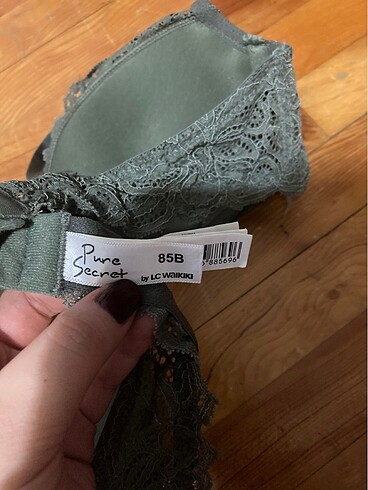 Pure
Secret
85B
by LC WAIKIKI
885696